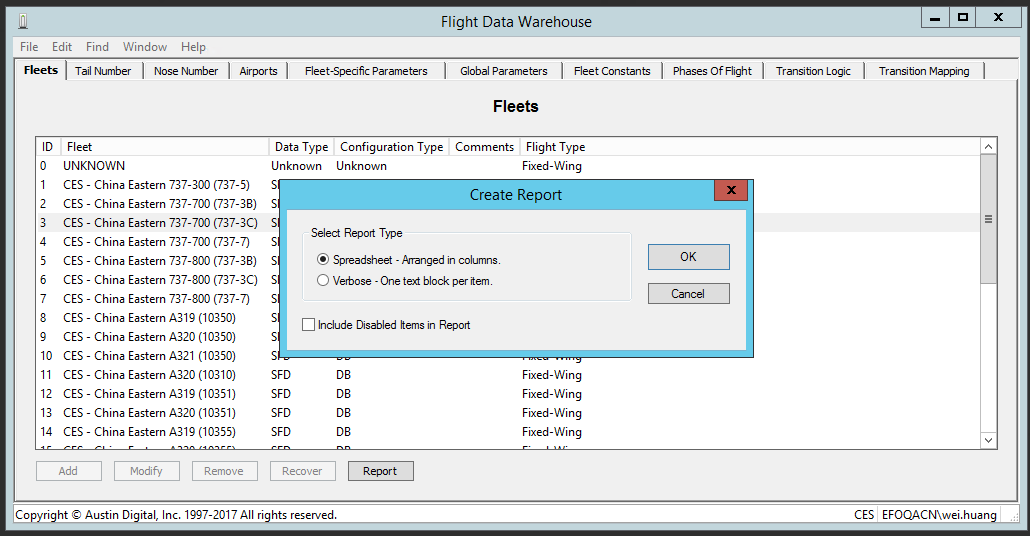 Flight Data Warehouse
File Edit Find Window Help
Fleets Tail Number Nose Number Airports Fleet-Specific Parameters Global Parameters Fleet Constants Phases Of Flight Transition Logic Transition Mapping
Fleets
ID Fleet Data Type Configuration Type Comments Flight Type
0 UNKNOWN Unknown Unknown Fixed-Wing
1 CES - China Eastern 737-300 (737-5)
2 CES - China Eastern 737-700 (737-3B)
3 CES - China Eastern 737-700 (737-3C)
4 CES - China Eastern 737-700 (737-7)
5 CES - China Eastern 737-800 (737-3B)
6 CES - China Eastern 737-800 (737-3C)
7 CES - China Eastern 737-800 (737-7)
8 CES - China Eastern A319 (10350)
9 CES - China Eastern A320 (10350)
10 CES - China Eastern A321 (10350) DB Fixed-Wing
11 CES - China Eastern A320 (10310) SFD DB Fixed-Wing
12 CES - China Eastern A319 (10351) SFD DB Fixed-Wing
13 CES - China Eastern A320 (10351) SFD DB Fixed-Wing
14 CES - China Eastern A319 (10355) SFD DB Fixed-Wing
Create Report
Select Report Type
Spreadsheet - Arranged in columns.
Verbose - One text block per item.
Include Disabled Items in Report
OK
Cancel
Add Modify Remove Recover Report
Copyright © Austin Digital, Inc. 1997-2017 All rights reserved. CES EFOQACN\wei.huang